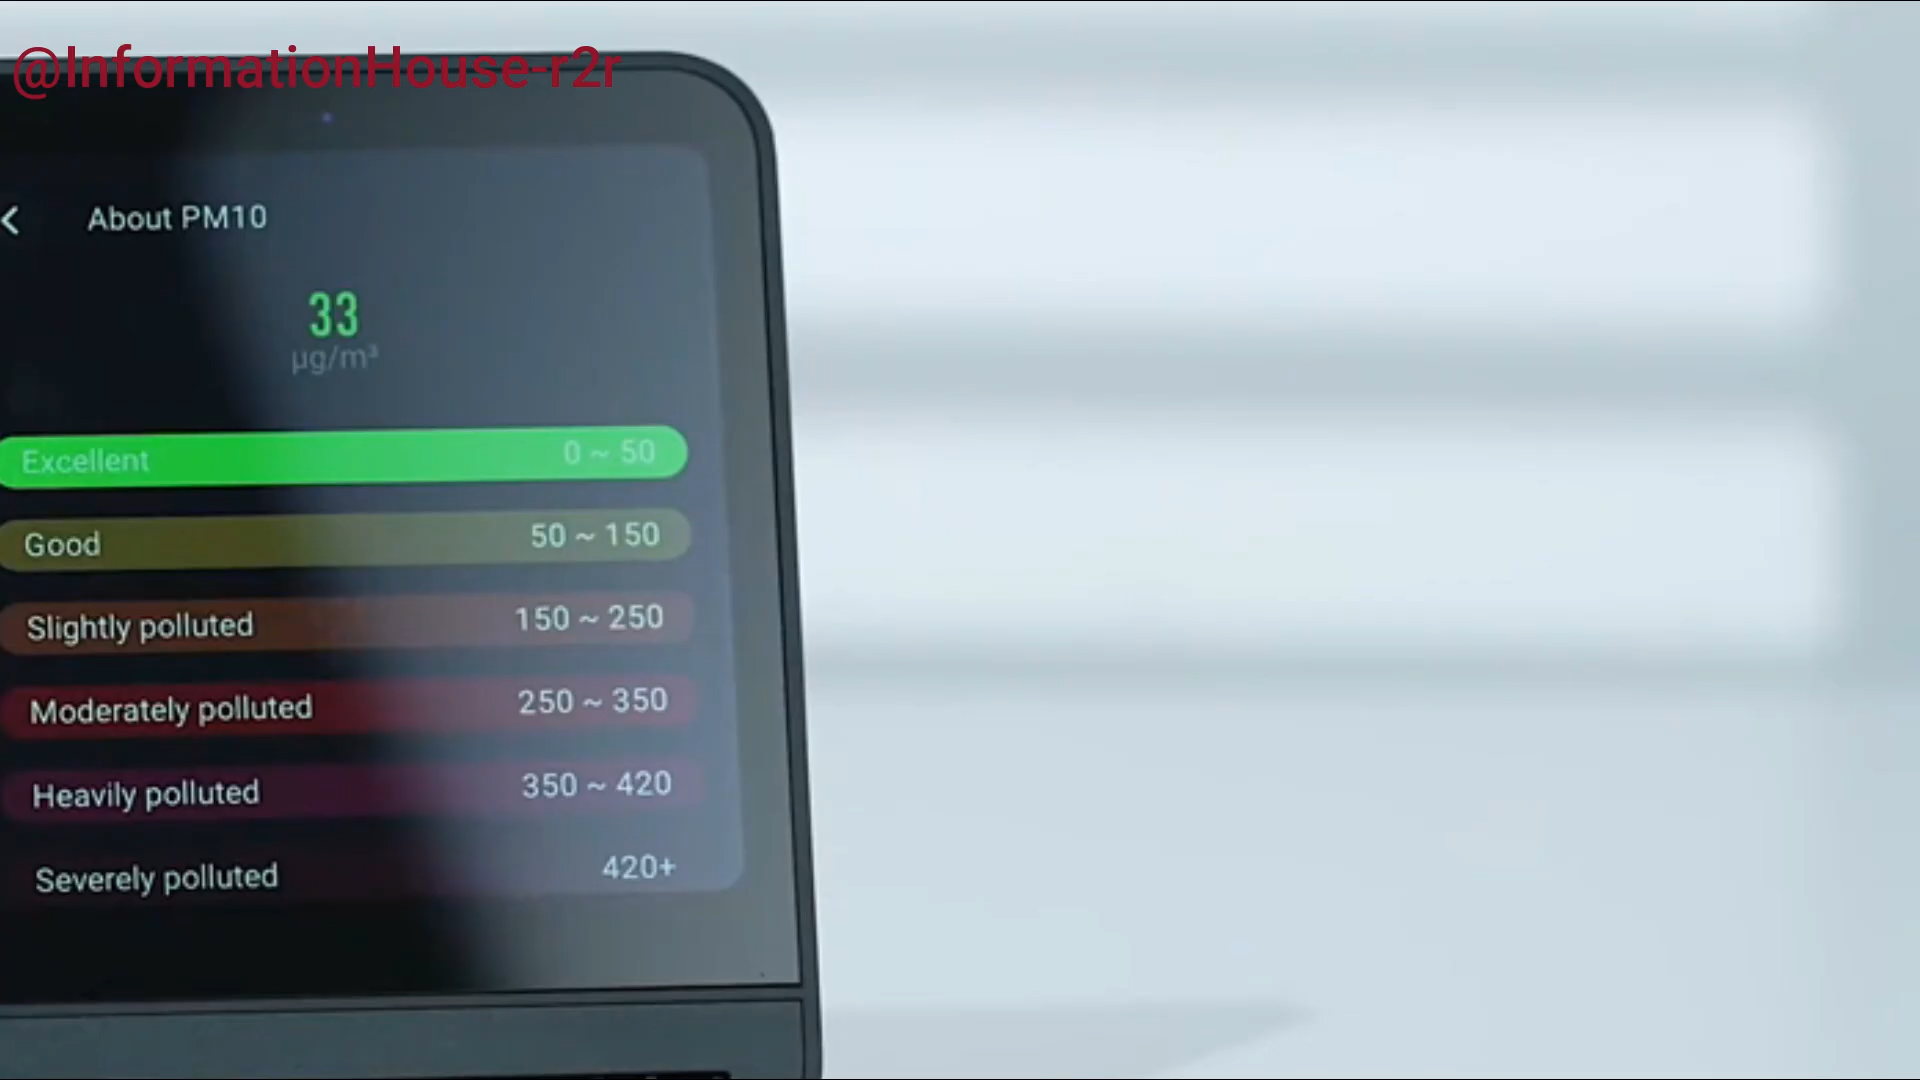 @InformationHouse-r2r
About PM10
33
µg/m³
Excellent 0 ~ 50
Good 50 ~ 150
Slightly polluted 150 ~ 250
Moderately polluted 250 ~ 350
Heavily polluted 350 ~ 420
Severely polluted 420+